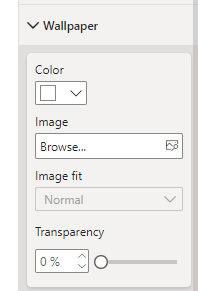 Wallpaper
Color
Image
Browse...
Image fit
Normal
Transparency
0 %